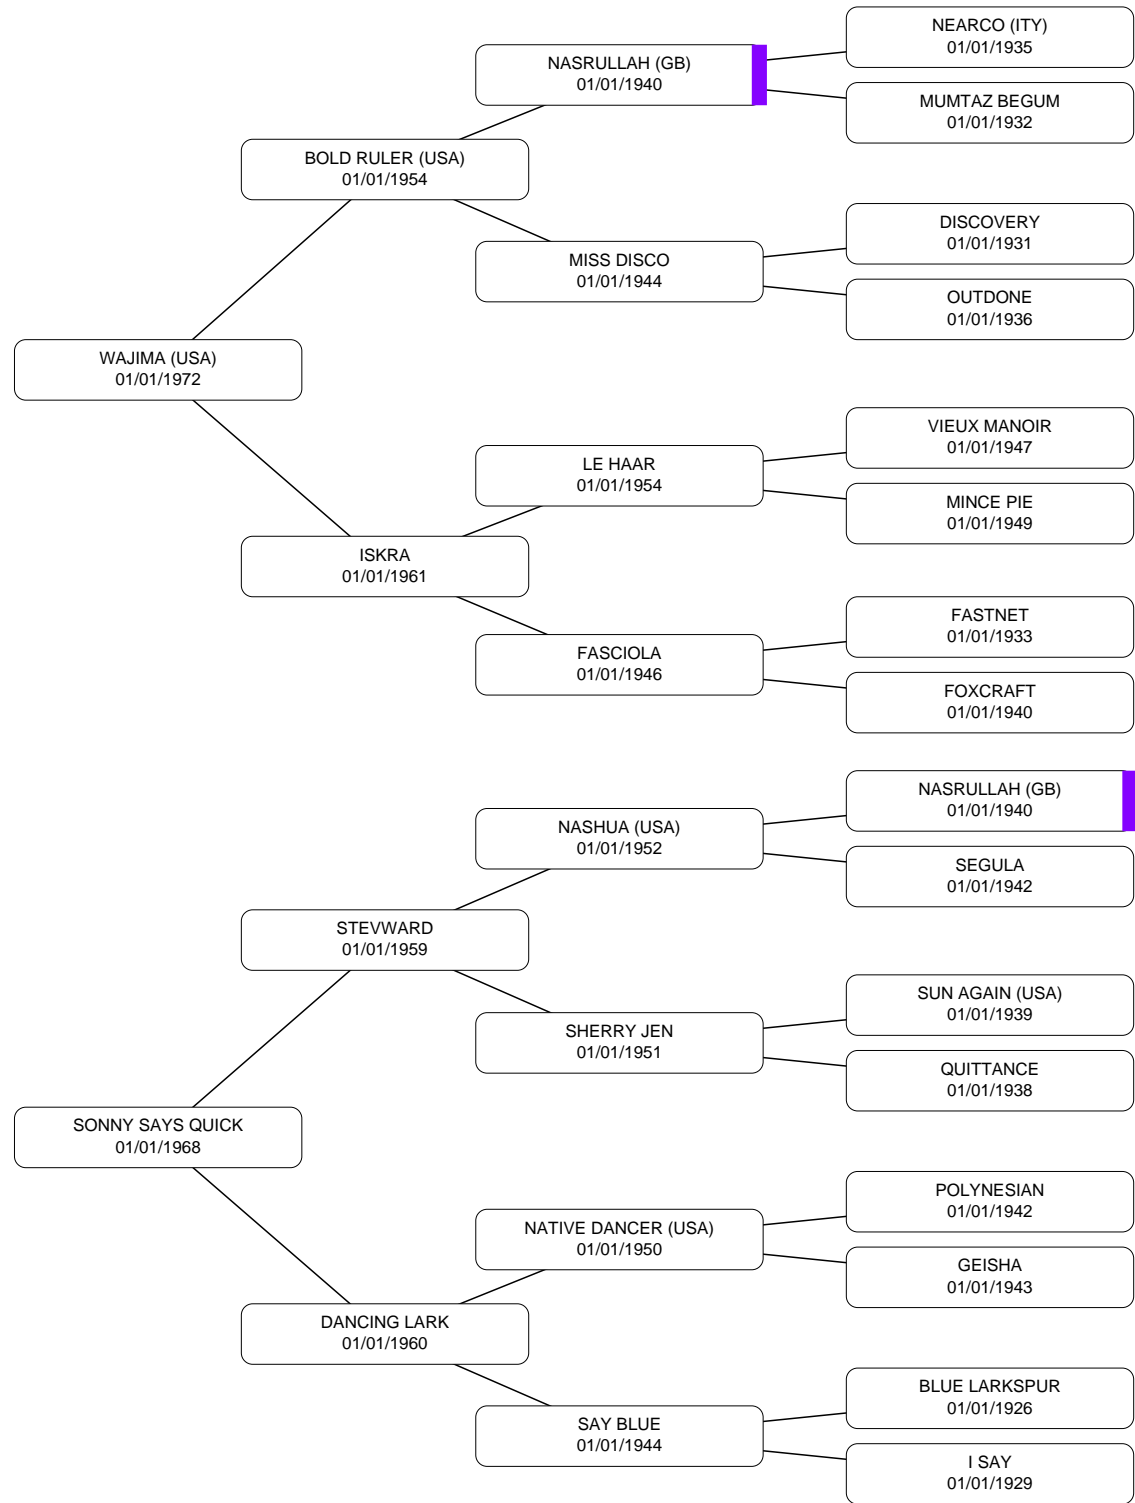 NEARCO (ITY)
01/01/1935
NASRULLAH (GB)
01/01/1940
MUMTAZ BEGUM
01/01/1932
BOLD RULER (USA)
01/01/1954
DISCOVERY
01/01/1931
MISS DISCO
01/01/1944
OUTDONE
01/01/1936
WAJIMA (USA)
01/01/1972
VIEUX MANOIR
01/01/1947
LE HAAR
01/01/1954
MINCE PIE
01/01/1949
ISKRA
01/01/1961
FASTNET
01/01/1933
FASCIOLA
01/01/1946
FOXCRAFT
01/01/1940
NASRULLAH (GB)
01/01/1940
NASHUA (USA)
01/01/1952
SEGULA
01/01/1942
STEVWARD
01/01/1959
SUN AGAIN (USA)
01/01/1939
SHERRY JEN
01/01/1951
QUITTANCE
01/01/1938
SONNY SAYS QUICK
01/01/1968
POLYNESIAN
01/01/1942
NATIVE DANCER (USA)
01/01/1950
GEISHA
01/01/1943
DANCING LARK
01/01/1960
BLUE LARKSPUR
01/01/1926
SAY BLUE
01/01/1944
I SAY
01/01/1929